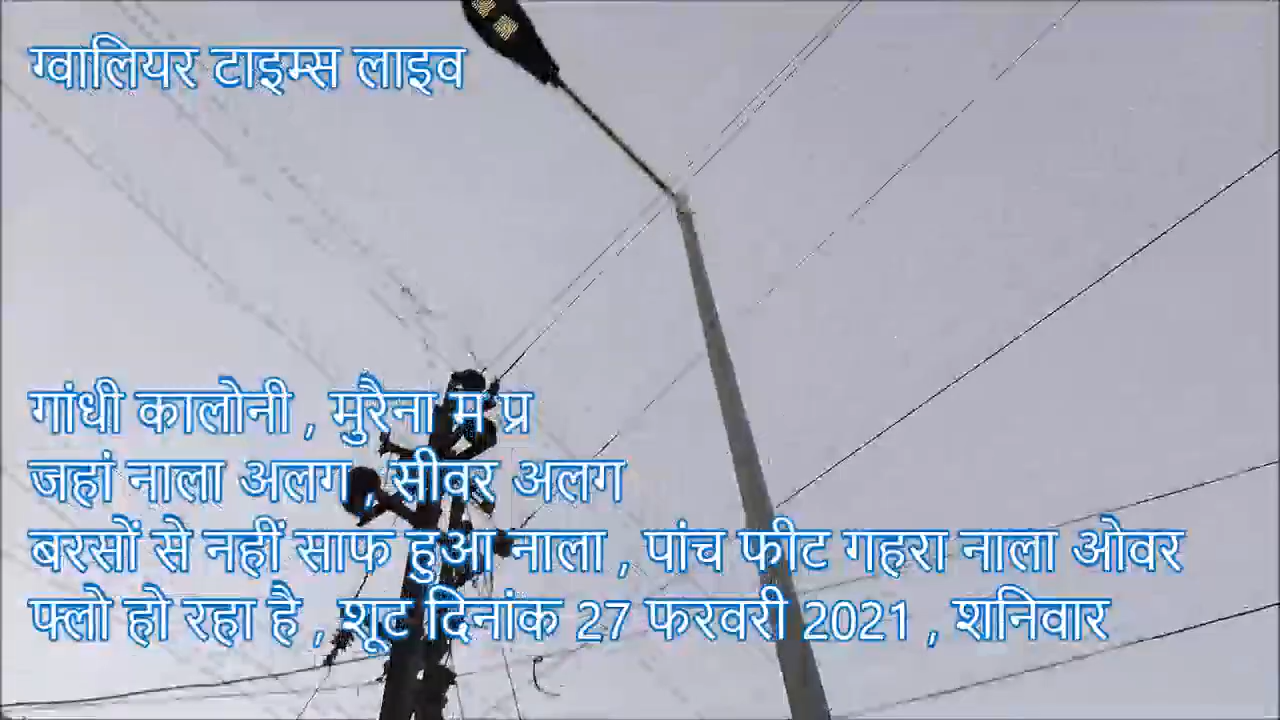 ग्वालियर टाइम्स लाइव
गांधी कालोनी , मुरैना म प्र
जहां नाला अलग , सीवर अलग
बरसों से नहीं साफ हुआ नाला , पांच फीट गहरा नाला ओवर
फ्लो हो रहा है , शूट दिनांक 27 फरवरी 2021 , शनिवार